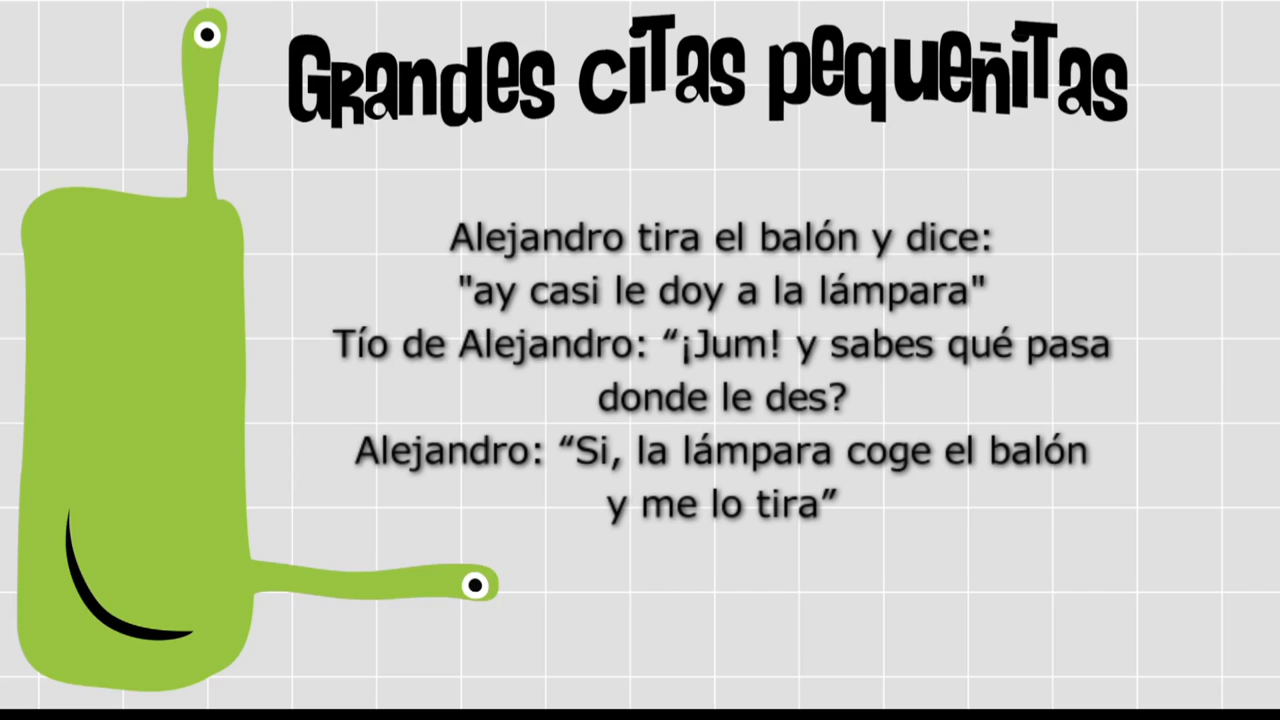 Grandes citas pequeñitas
Alejandro tira el balón y dice:
"ay casi le doy a la lámpara"
Tío de Alejandro: “¡Jum! y sabes qué pasa
donde le des?
Alejandro: “Si, la lámpara coge el balón
y me lo tira”